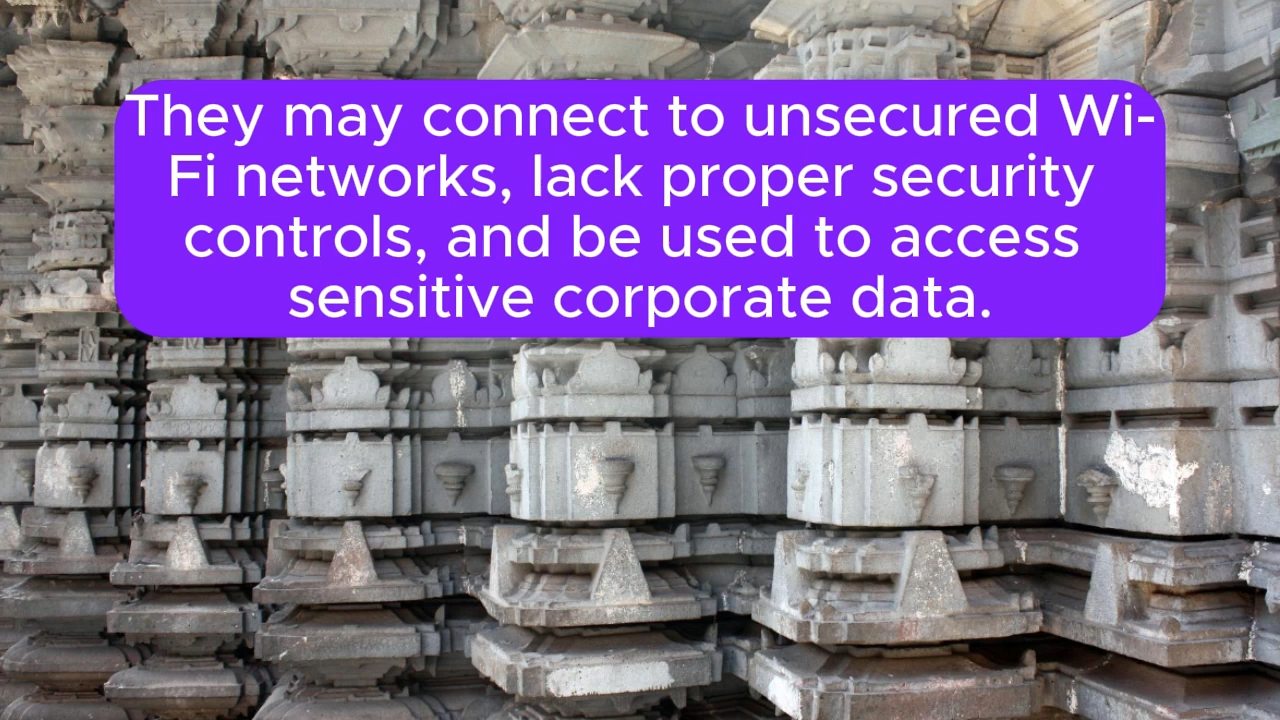 They may connect to unsecured Wi-
Fi networks, lack proper security
controls, and be used to access
sensitive corporate data.